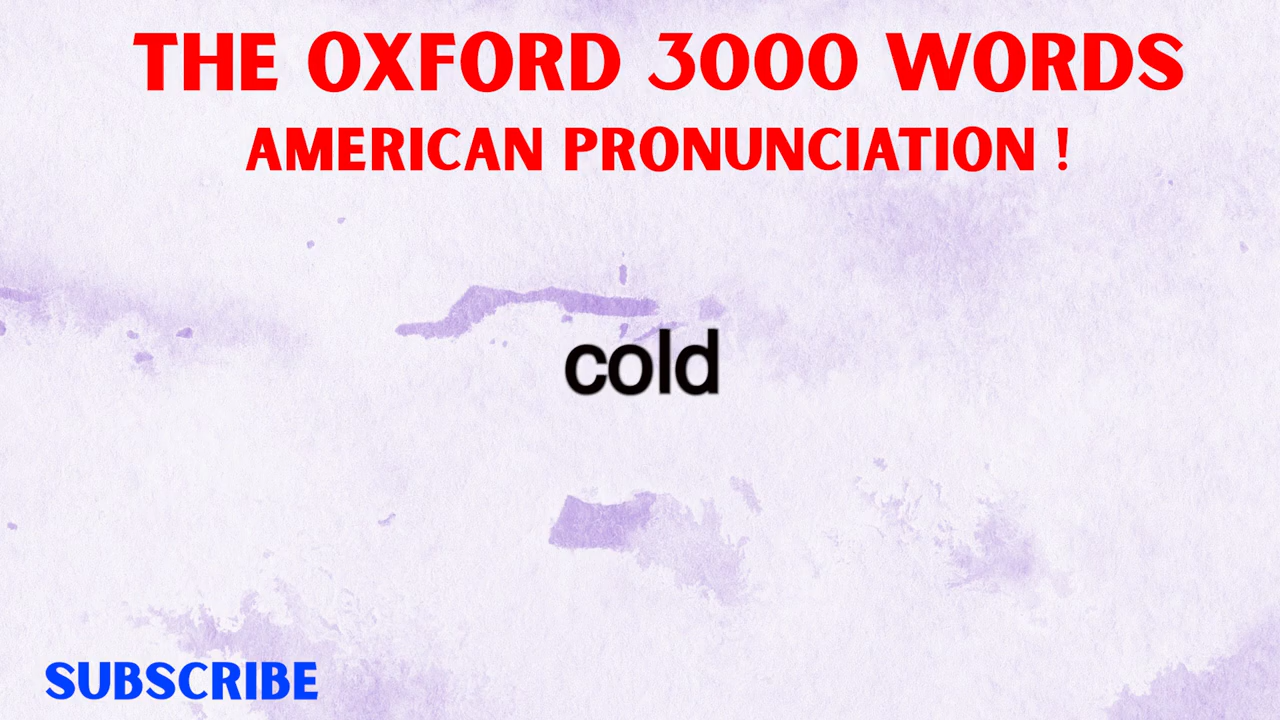 THE OXFORD 3000 WORDS
AMERICAN PRONUNCIATION !
cold
SUBSCRIBE